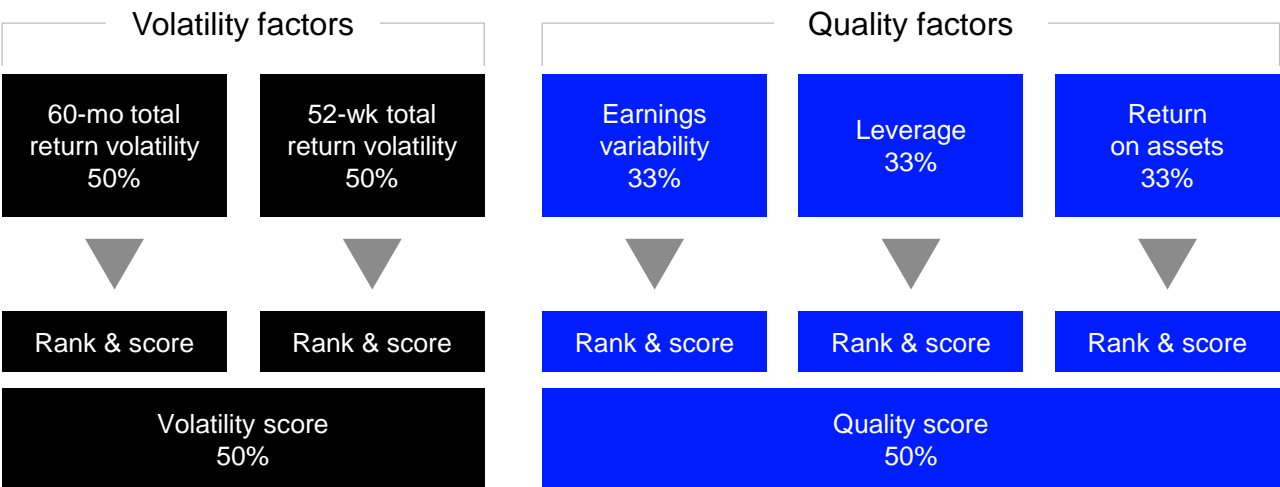 Volatility factors
Quality factors
60-mo total
return volatility
50%
52-wk total
return volatility
50%
Earnings
variability
33%
Leverage
33%
Return
on assets
33%
Rank & score
Rank & score
Rank & score
Rank & score
Rank & score
Volatility score
50%
Quality score
50%